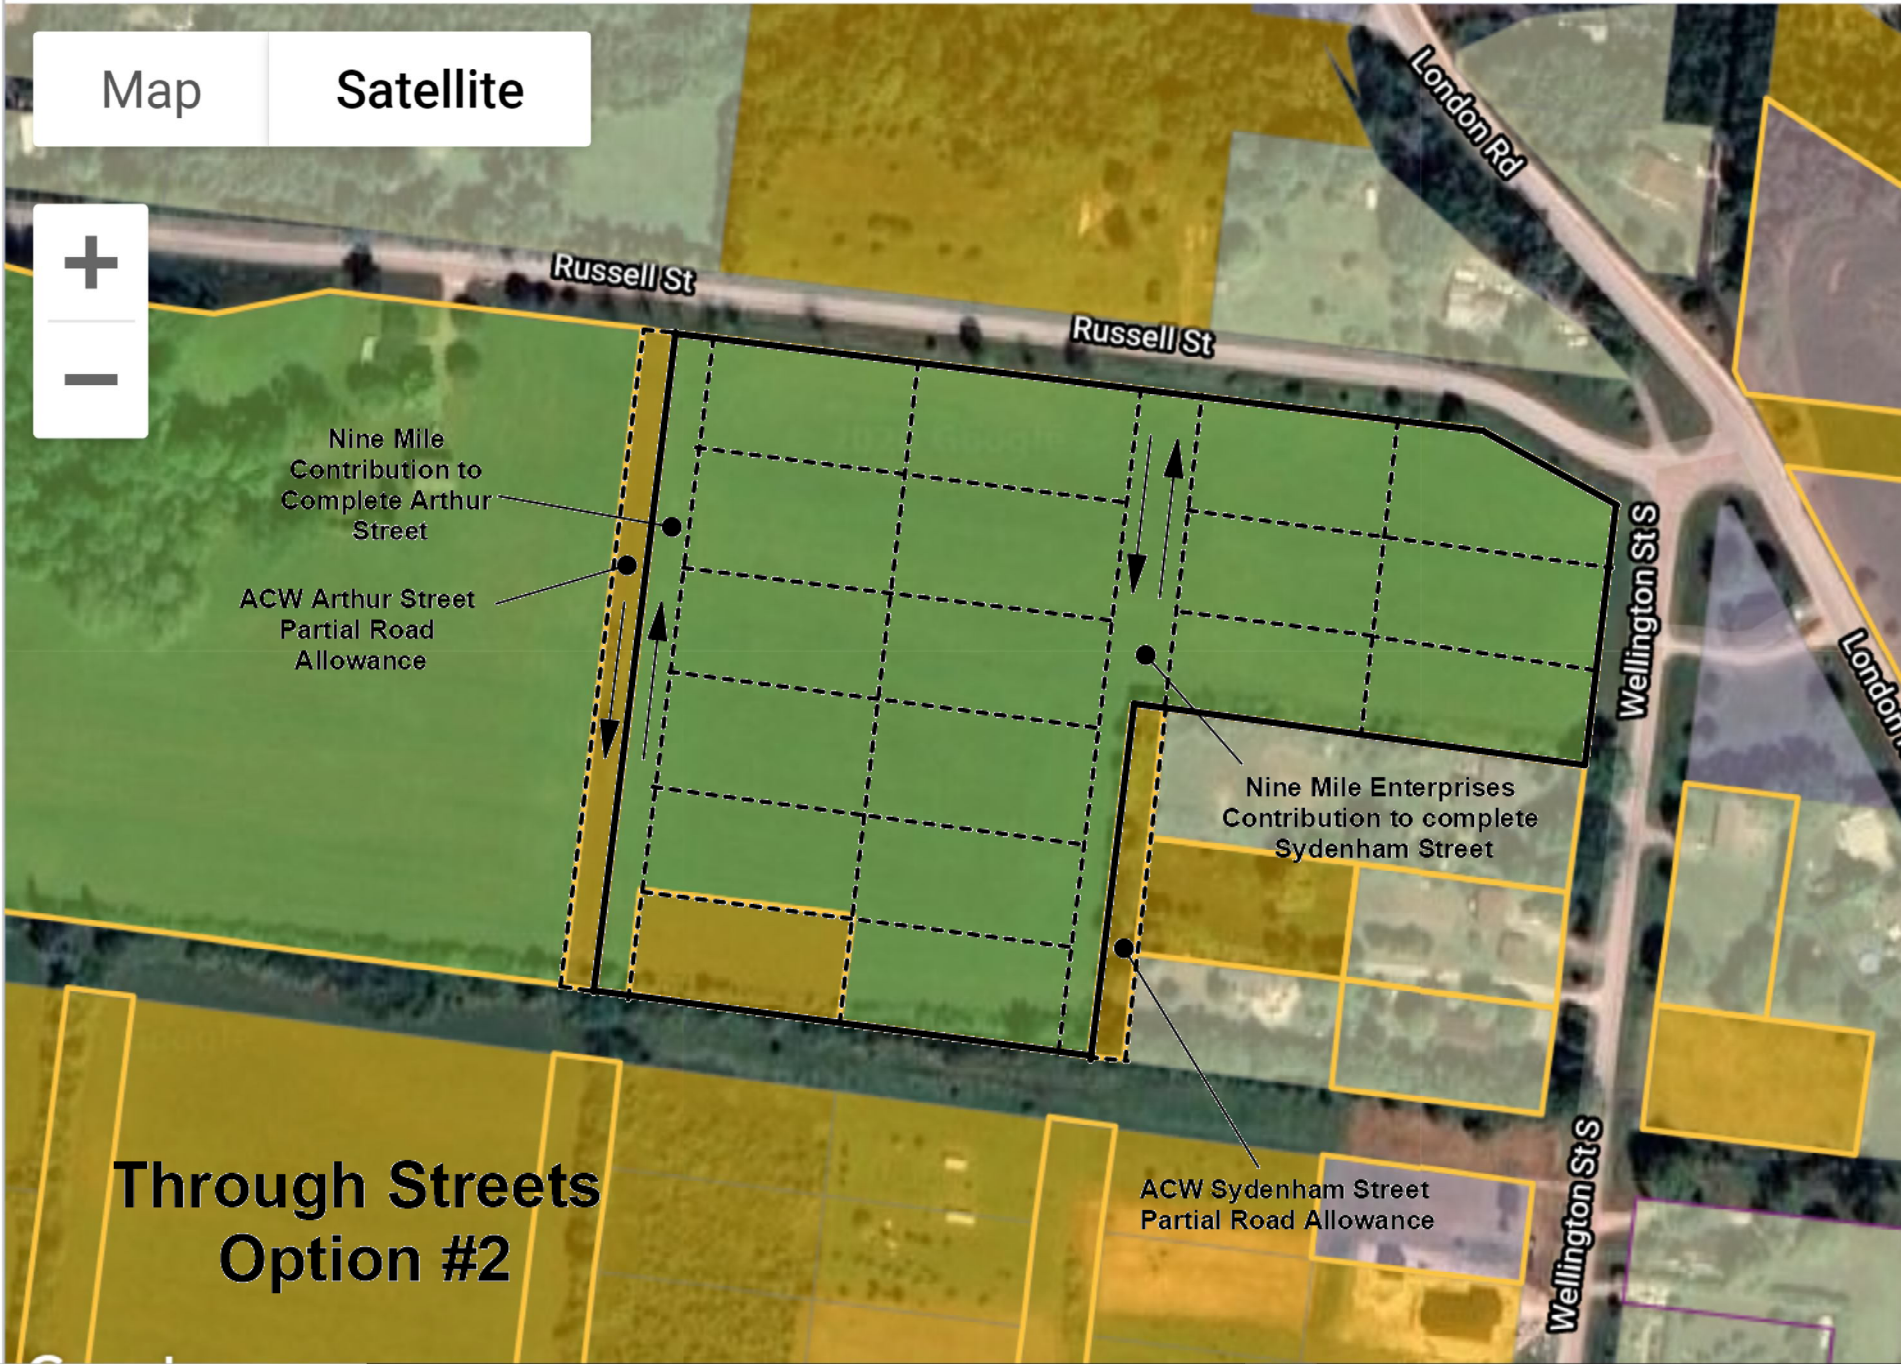 Map
Satellite
London Rd
+
−
Russell St
Russell St
Nine Mile
Contribution to
Complete Arthur
Street
ACW Arthur Street
Partial Road
Allowance
Wellington St S
London
Nine Mile Enterprises
Contribution to complete
Sydenham Street
Through Streets
Option #2
ACW Sydenham Street
Partial Road Allowance
Wellington St S